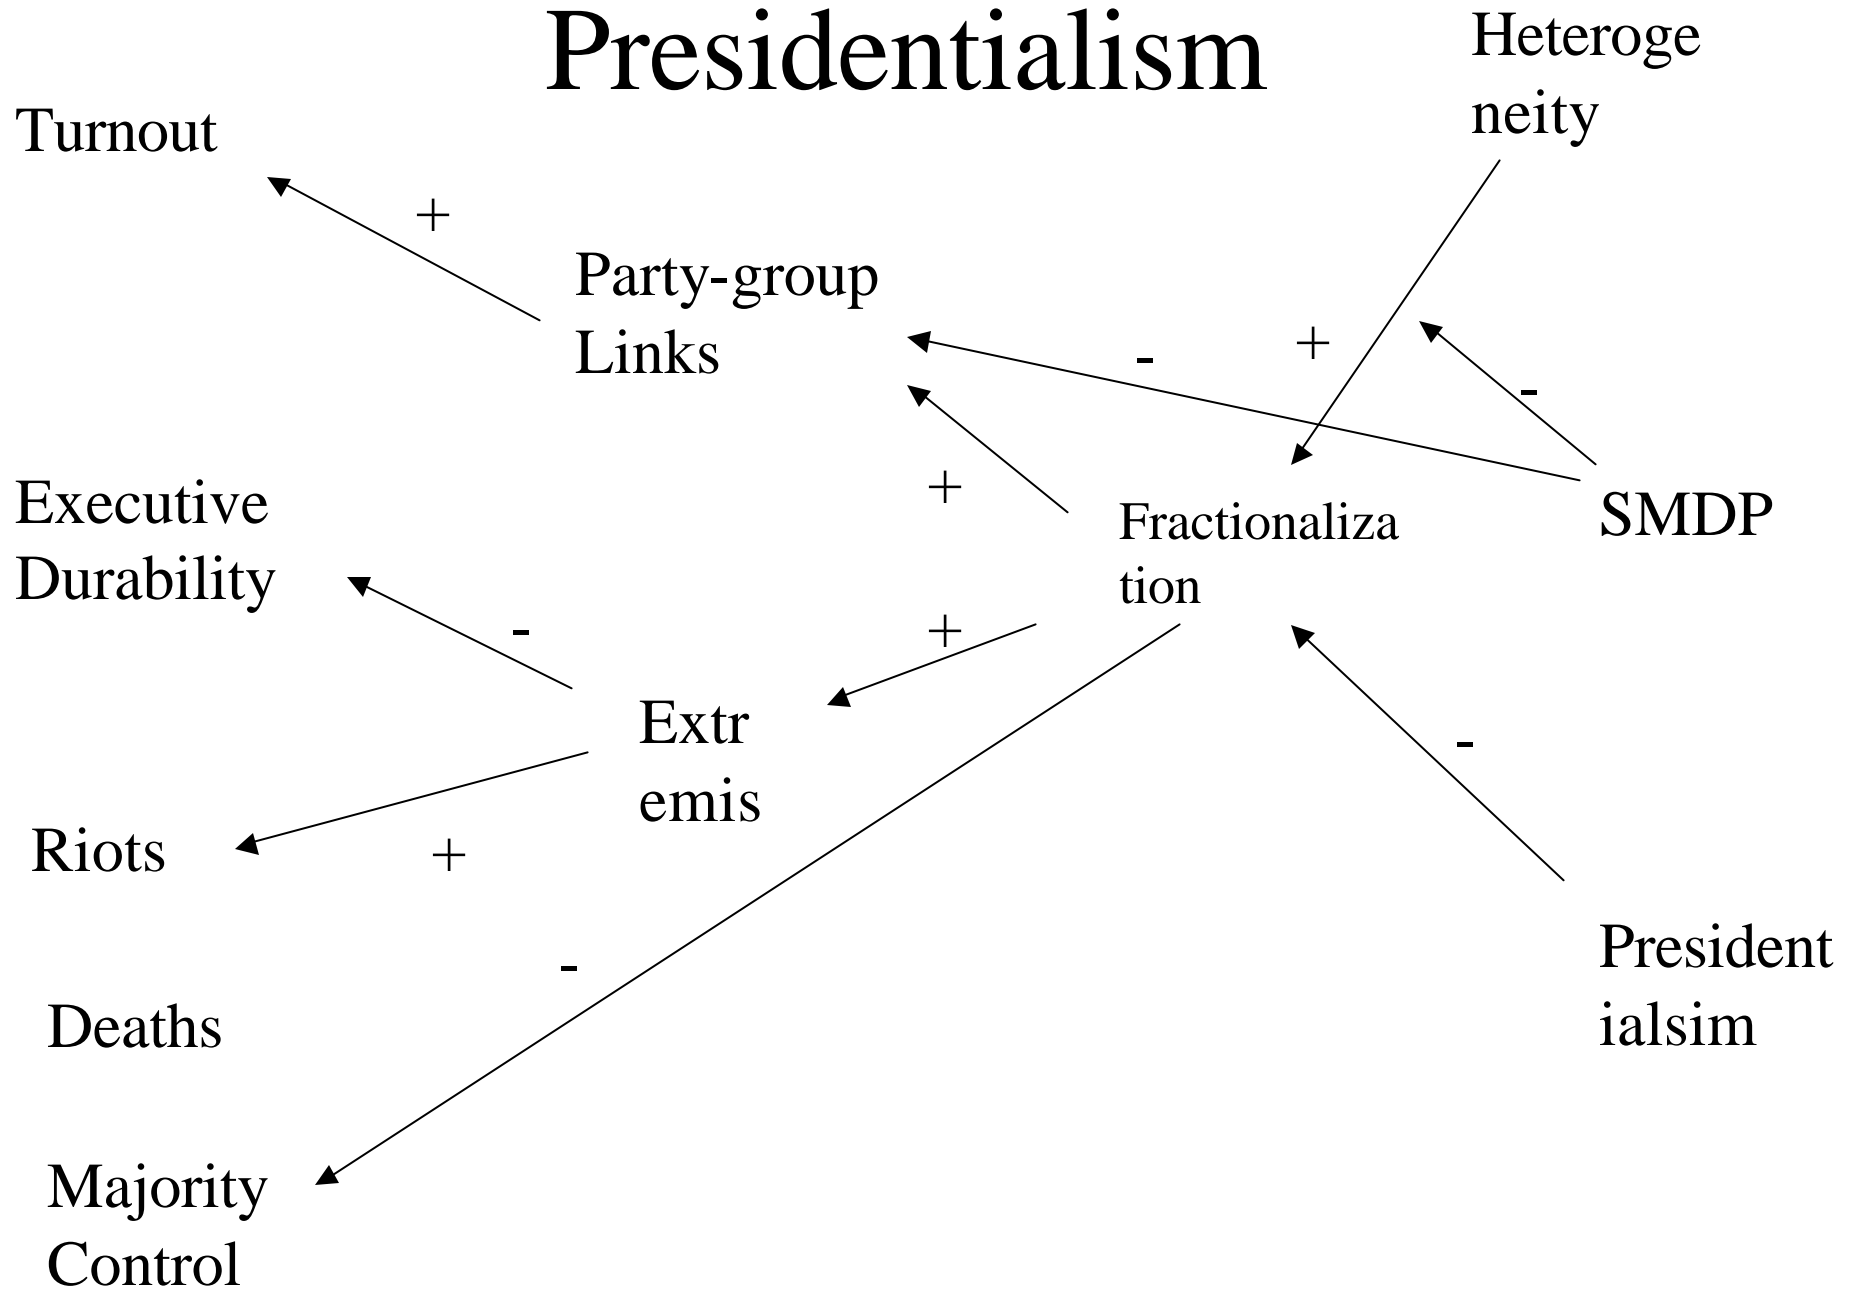 Presidentialism
Heteroge
neity
Turnout
+
Party-group
Links
-
+
-
+
Fractionaliza
tion
SMDP
Executive
Durability
-
+
Extr
emis
-
Riots
+
-
President
ialsim
Deaths
Majority
Control